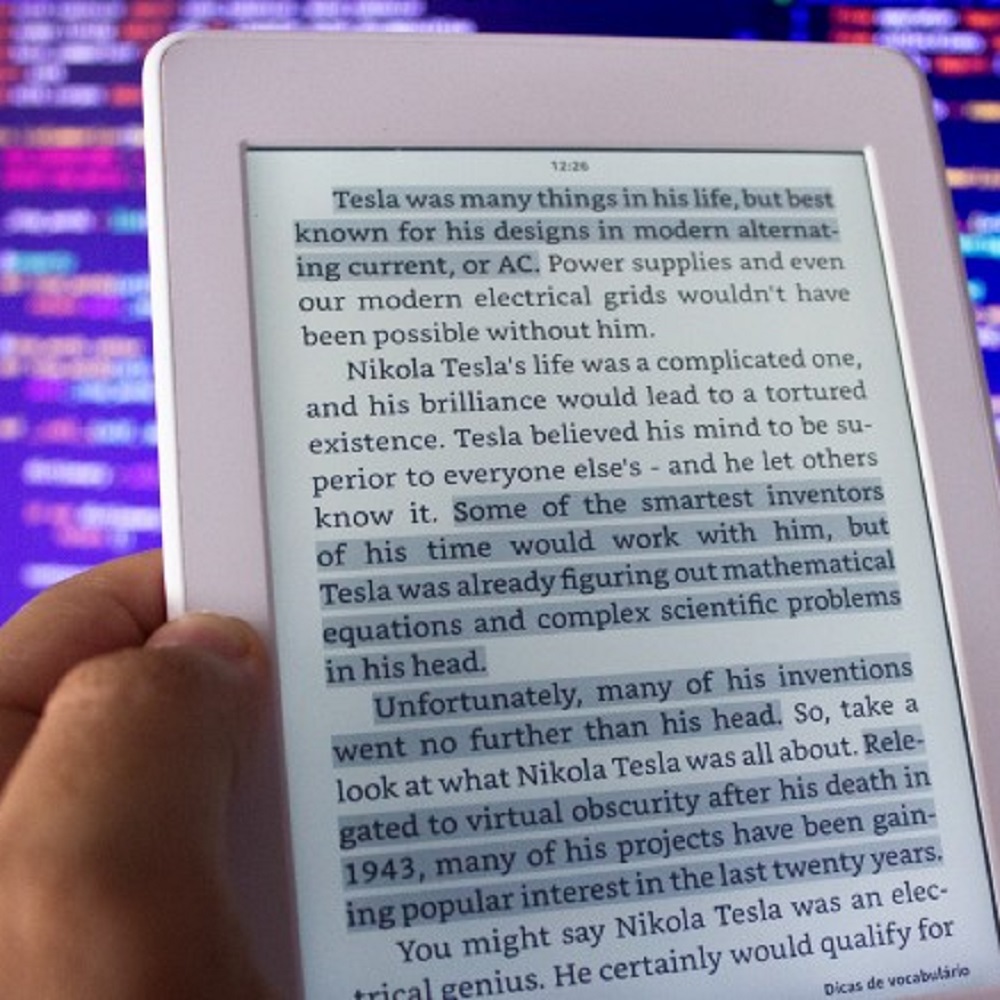 12:26
Tesla was many things in his life, but best
known for his designs in modern alternat-
ing current, or AC. Power supplies and even
our modern electrical grids wouldn't have
been possible without him.
Nikola Tesla's life was a complicated one,
and his brilliance would lead to a tortured
existence. Tesla believed his mind to be su-
perior to everyone else's - and he let others
know it. Some of the smartest inventors
of his time would work with him, but
Tesla was already figuring out mathematical
equations and complex scientific problems
in his head.
Unfortunately, many of his inventions
went no further than his head. So, take a
look at what Nikola Tesla was all about. Rele-
gated to virtual obscurity after his death in
1943, many of his projects have been gain-
ing popular interest in the last twenty years.
You might say Nikola Tesla was an elec-
trical genius. He certainly would qualify for
Dicas de vocabulário